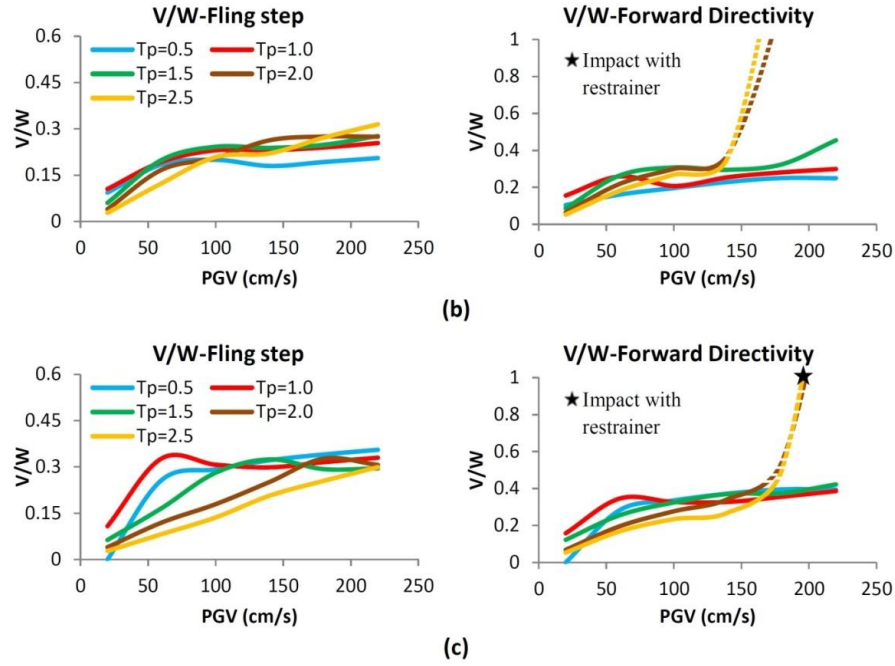 V/W-Fling step
0.6
0.45
0.3
0.15
0
V/W
Tp=0.5 Tp=1.0
Tp=1.5 Tp=2.0
Tp=2.5
0 50 100 150 200 250
PGV (cm/s)
V/W-Forward Directivity
1
0.8
0.6
0.4
0.2
0
V/W
Impact with
restrainer
0 50 100 150 200 250
PGV (cm/s)
(b)
V/W-Fling step
0.6
0.45
0.3
0.15
0
V/W
Tp=0.5 Tp=1.0
Tp=1.5 Tp=2.0
Tp=2.5
0 50 100 150 200 250
PGV (cm/s)
V/W-Forward Directivity
1
0.8
0.6
0.4
0.2
0
V/W
Impact with
restrainer
0 50 100 150 200 250
PGV (cm/s)
(c)